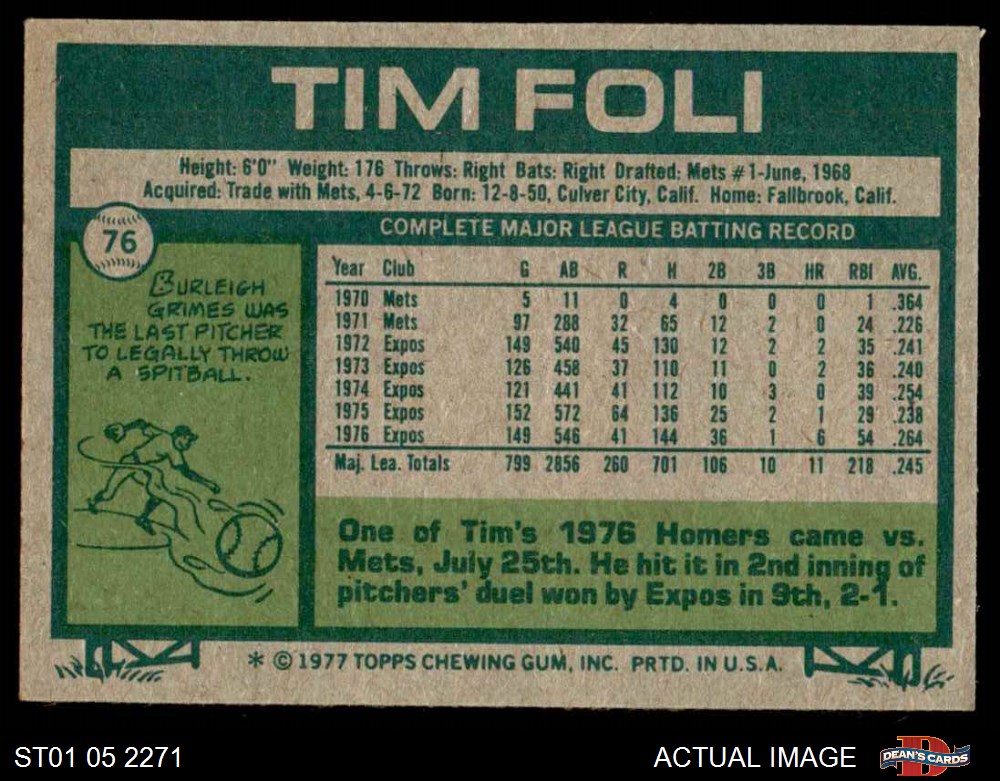 TIM FOLI
Height: 6'0" Weight: 176 Throws: Right Bats: Right Drafted: Mets #1-June, 1968
Acquired: Trade with Mets, 4-6-72 Born: 12-8-50, Culver City, Calif. Home: Fallbrook, Calif.
76
BURLEIGH
GRIMES WAS
THE LAST PITCHER
TO LEGALLY THROW
A SPITBALL.
COMPLETE MAJOR LEAGUE BATTING RECORD
Year Club G AB R H 2B 3B HR RBI AVG.
1970 Mets 5 11 0 4 0 0 0 1 .364
1971 Mets 97 288 32 65 12 2 0 24 .226
1972 Expos 149 540 45 130 12 2 2 35 .241
1973 Expos 126 458 37 110 11 0 2 36 .240
1974 Expos 121 441 41 112 10 3 0 39 .254
1975 Expos 152 572 64 136 25 2 1 29 .238
1976 Expos 149 546 41 144 36 1 6 54 .264
Maj. Lea. Totals 799 2856 260 701 106 10 11 218 .245
One of Tim's 1976 Homers came vs.
Mets, July 25th. He hit it in 2nd inning of
pitchers' duel won by Expos in 9th, 2-1.
* © 1977 TOPPS CHEWING GUM, INC. PRTD. IN U.S.A.
ST01 05 2271
ACTUAL IMAGE
D
DEAN'S CARDS